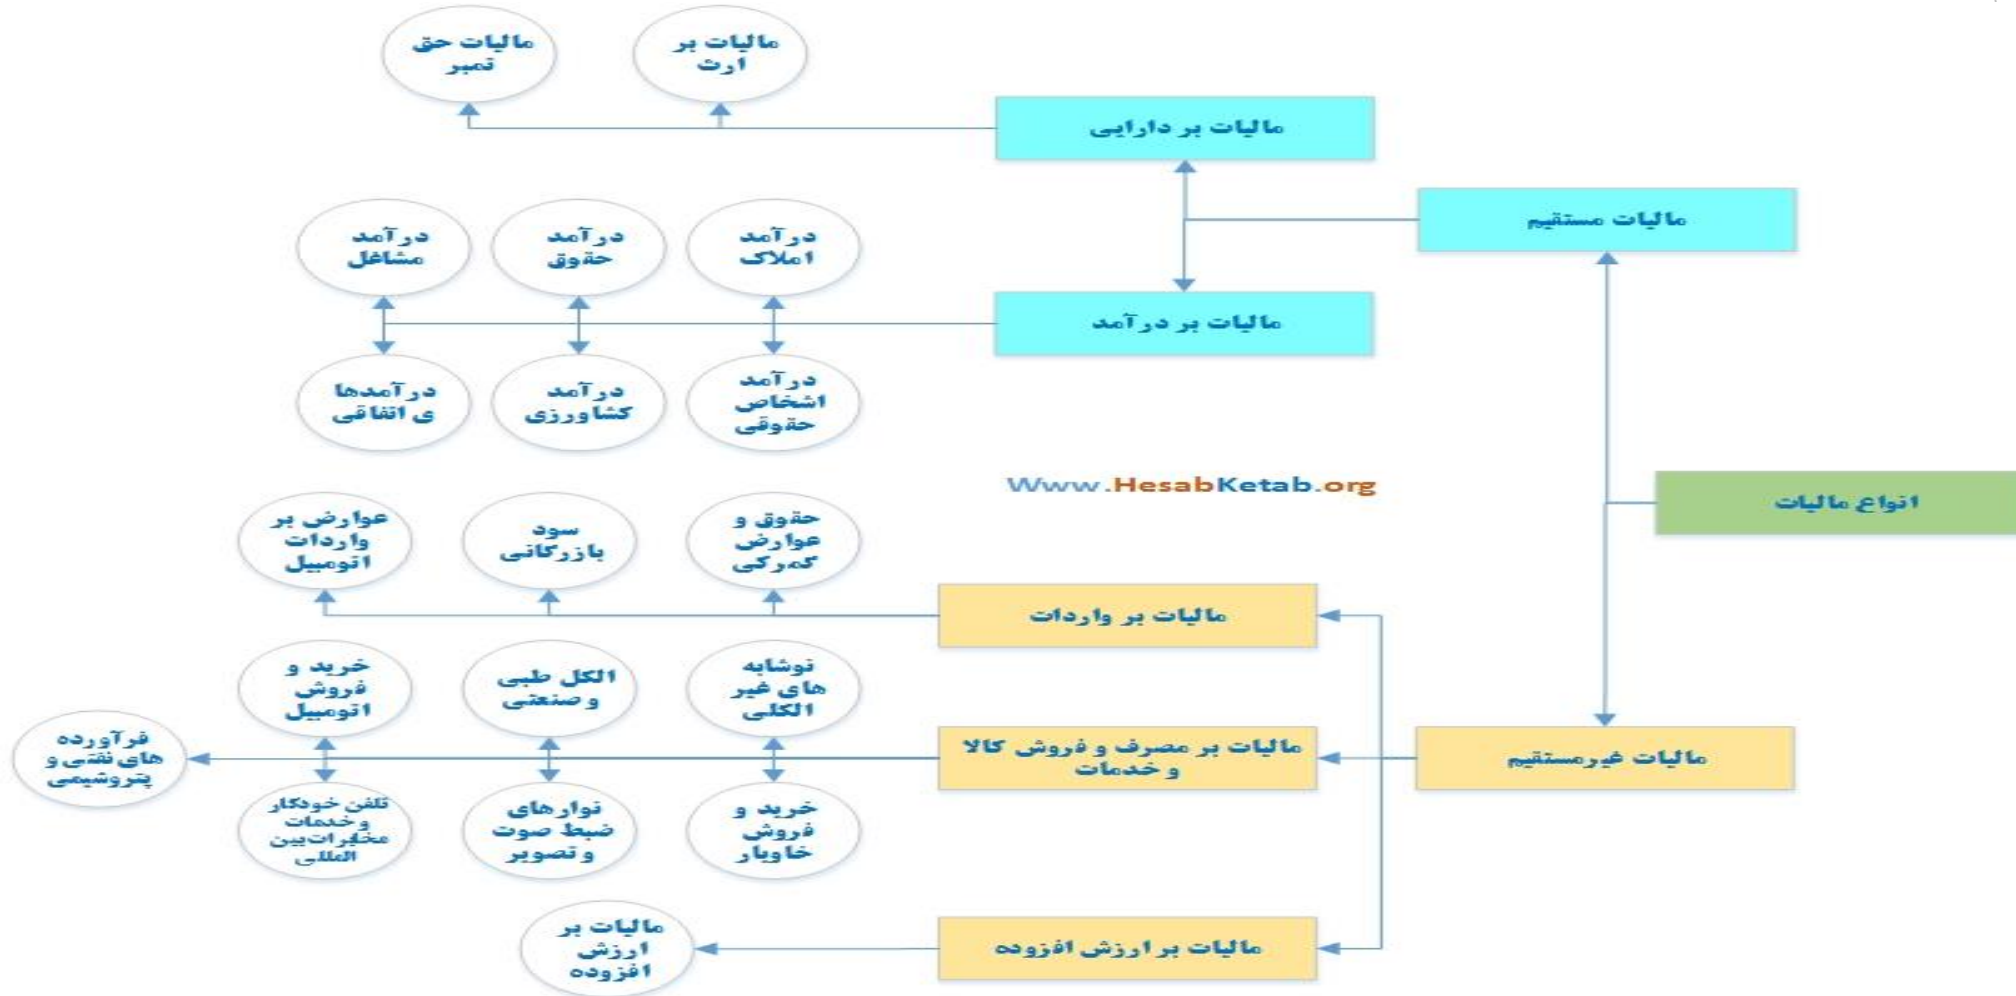 انواع مالیات
مالیات مستقیم
مالیات بر دارایی
مالیات بر
ارث
مالیات حق
تمبر
مالیات بر درآمد
درآمد
املاک
درآمد
حقوق
درآمد
مشاغل
درآمد
اشخاص
حقوقی
درآمد
کشاورزی
درآمدها
ی اتفاقی
Www.HesabKetab.org
مالیات غیرمستقیم
مالیات بر واردات
حقوق و
عوارض
گمرکی
سود
بازرگانی
عوارض بر
واردات
اتومبیل
مالیات بر مصرف و فروش کالا
و خدمات
نوشابه
های غیر
الکلی
الکل طبی
و صنعتی
خرید و
فروش
اتومبیل
خرید و
فروش
خاویار
نوارهای
ضبط صوت
و تصویر
تلفن خودکار
و خدمات
مخابرات بین
المللی
فرآورده
های نفتی و
پتروشیمی
مالیات بر ارزش افزوده
مالیات بر
ارزش
افزوده